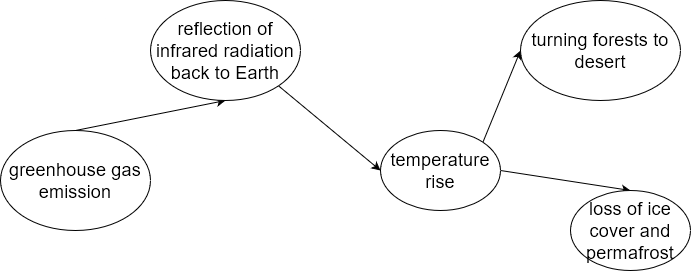 reflection of
infrared radiation
back to Earth
turning forests to
desert
greenhouse gas
emission
temperature
rise
loss of ice
cover and
permafrost